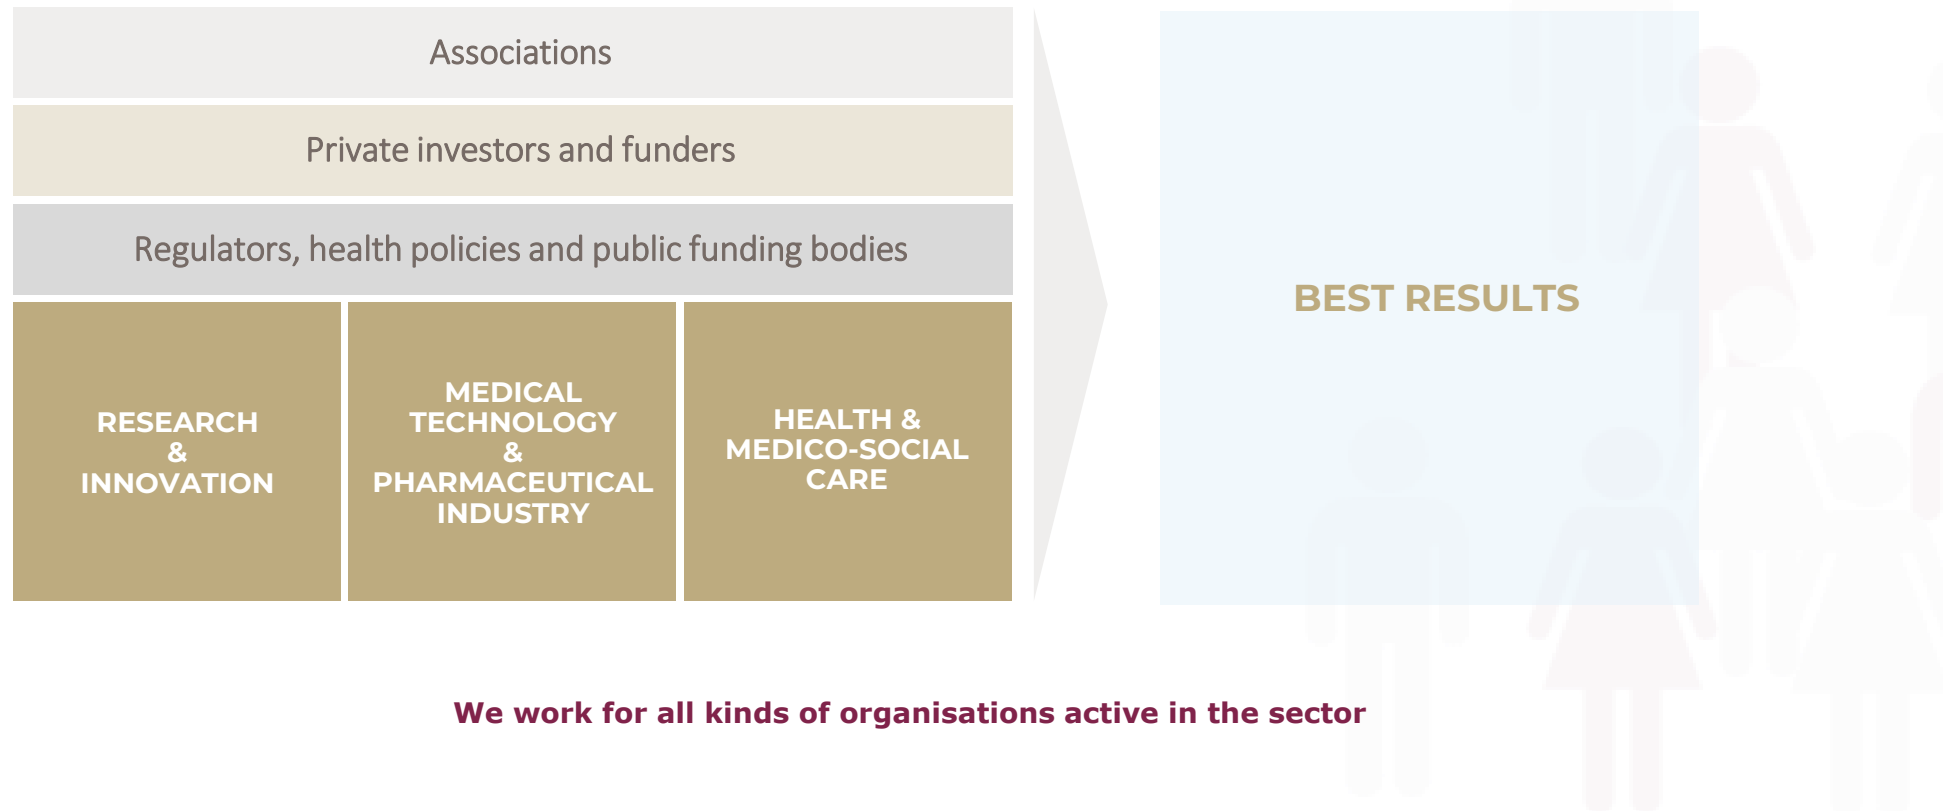 Associations
Private investors and funders
Regulators, health policies and public funding bodies
RESEARCH
&
INNOVATION
MEDICAL
TECHNOLOGY
&
PHARMACEUTICAL
INDUSTRY
HEALTH &
MEDICO-SOCIAL
CARE
BEST RESULTS
We work for all kinds of organisations active in the sector